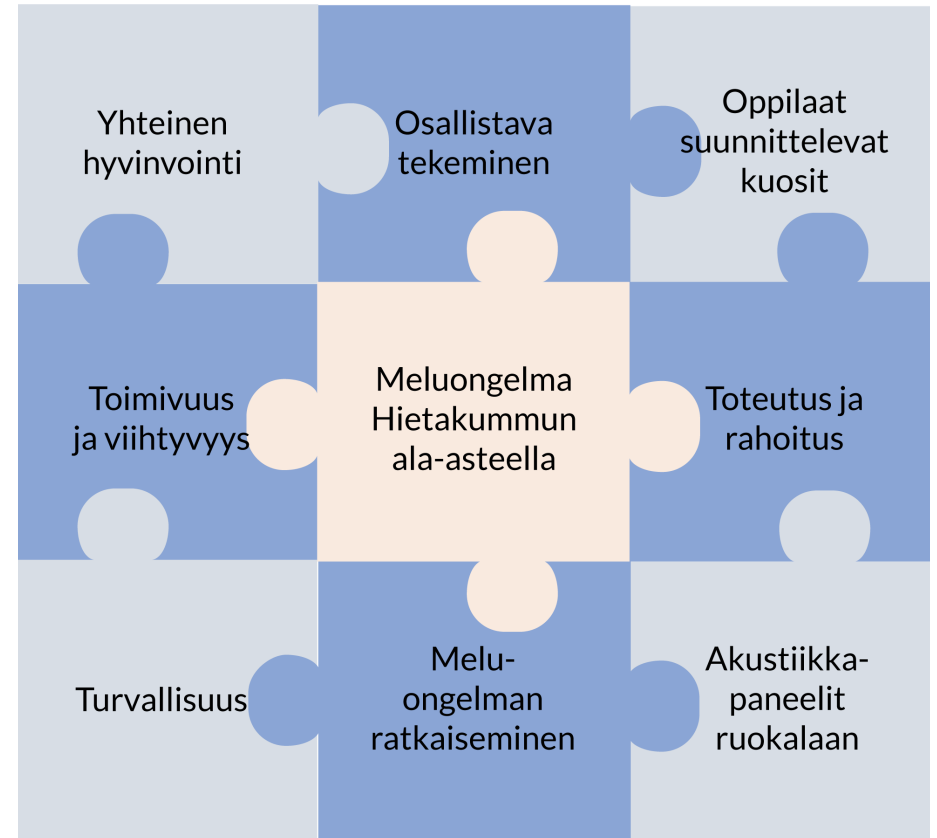 Yhteinen
hyvinvointi
Osallistava
tekeminen
Oppilaat
suunnittelevat
kuosit
Toimivuus
ja viihtyvyys
Meluongelma
Hietakummun
ala-asteella
Toteutus ja
rahoitus
Turvallisuus
Melu-
ongelman
ratkaiseminen
Akustiikka-
paneelit
ruokalaan